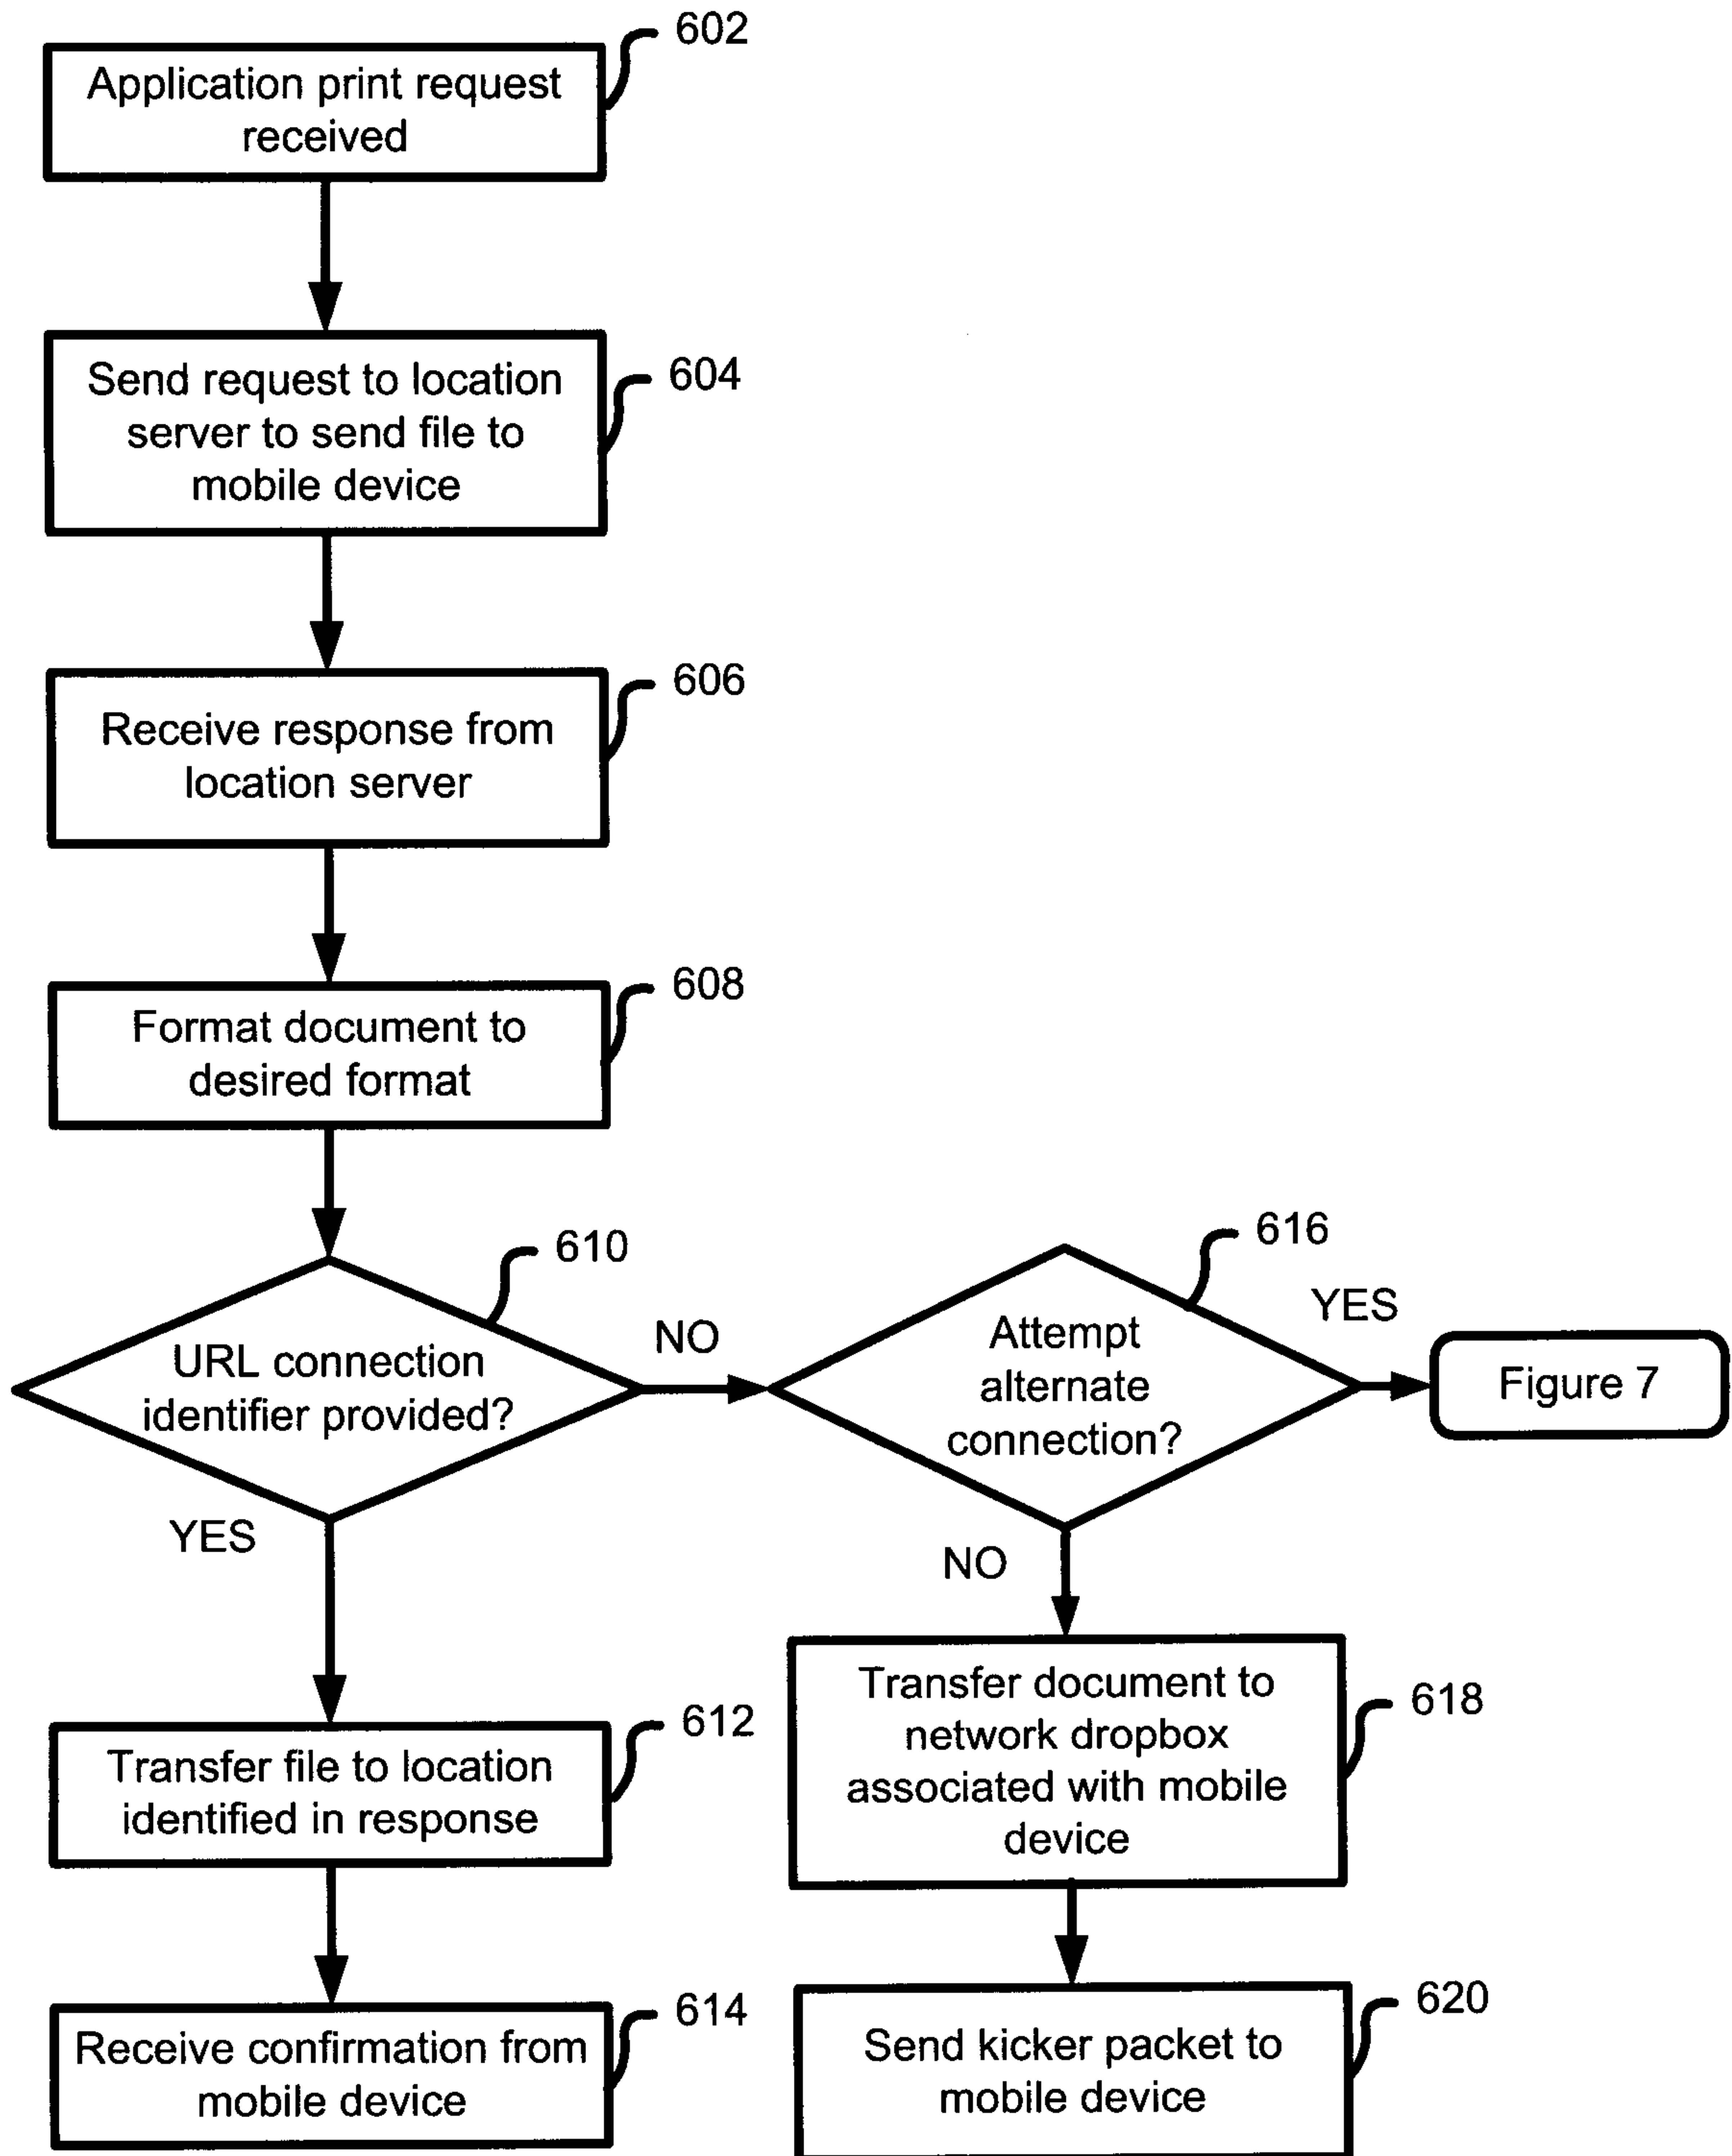 602
Application print request
received
Send request to location
server to send file to
mobile device
604
606
Receive response from
location server
608
Format document to
desired format
610
URL connection
identifier provided?
NO
616
Attempt
alternate
connection?
YES
Figure 7
YES
NO
612
Transfer file to location
identified in response
Transfer document to
network dropbox
associated with mobile
device
618
614
Receive confirmation from
mobile device
620
Send kicker packet to
mobile device